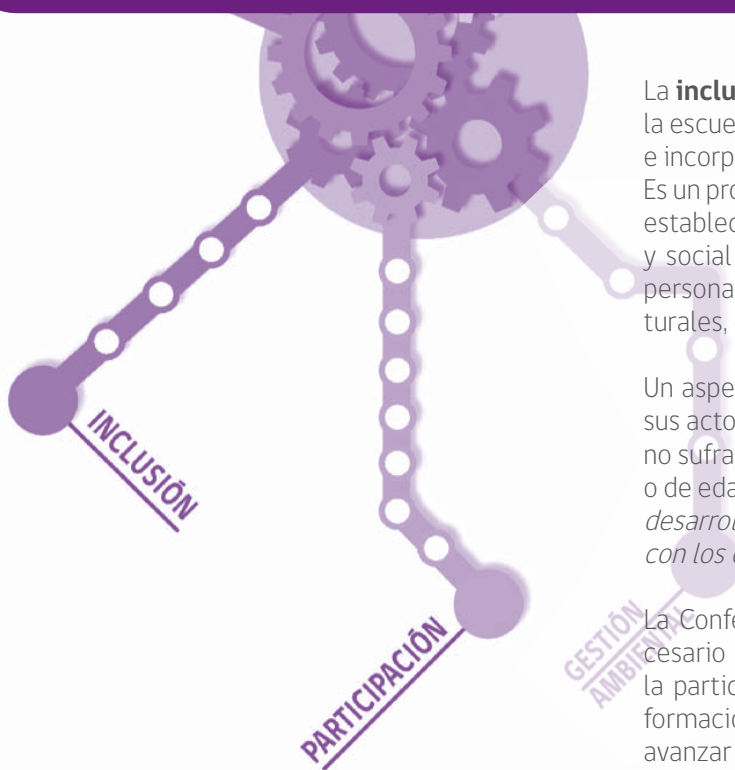 INCLUSIÓN
PARTICIPACIÓN
GESTIÓN
AMBIENTAL
La
la escue
e incorp
Es un pro
establec
y social
persona
turales,
Un aspe
sus acto
no sufra
o de eda
desarrol
con los
La Confe
cesario
la partic
formació
avanzar